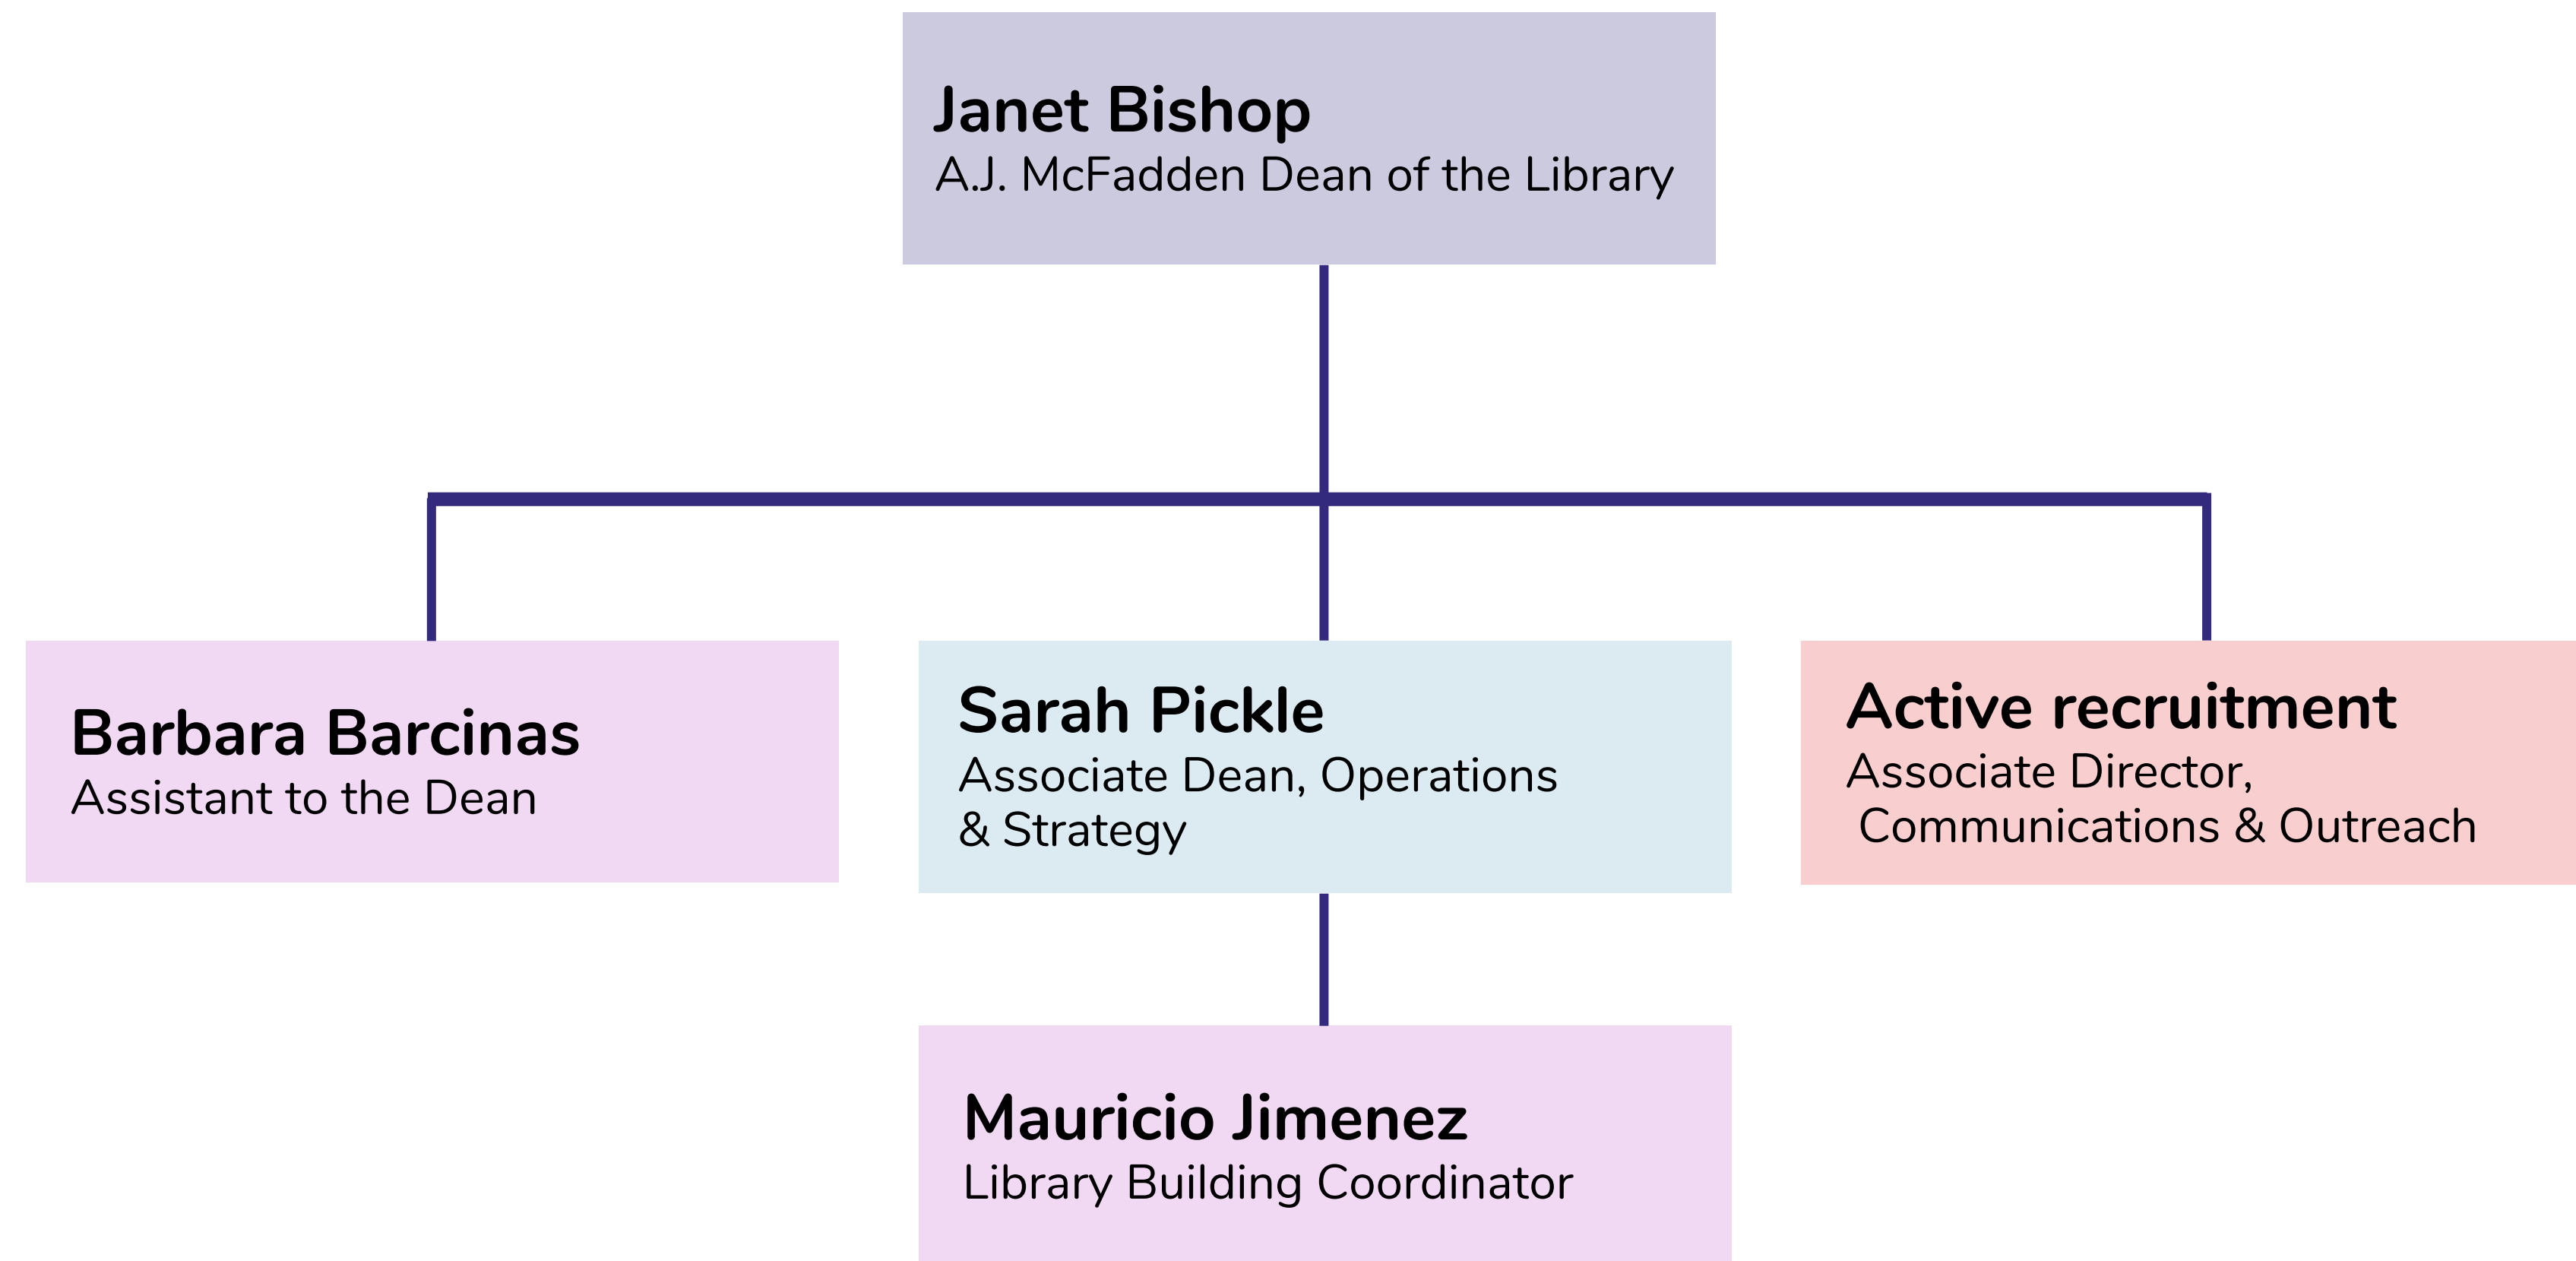 Janet Bishop
A.J. McFadden Dean of the Library
Barbara Barcinas
Assistant to the Dean
Sarah Pickle
Associate Dean, Operations
& Strategy
Active recruitment
Associate Director,
Communications & Outreach
Mauricio Jimenez
Library Building Coordinator